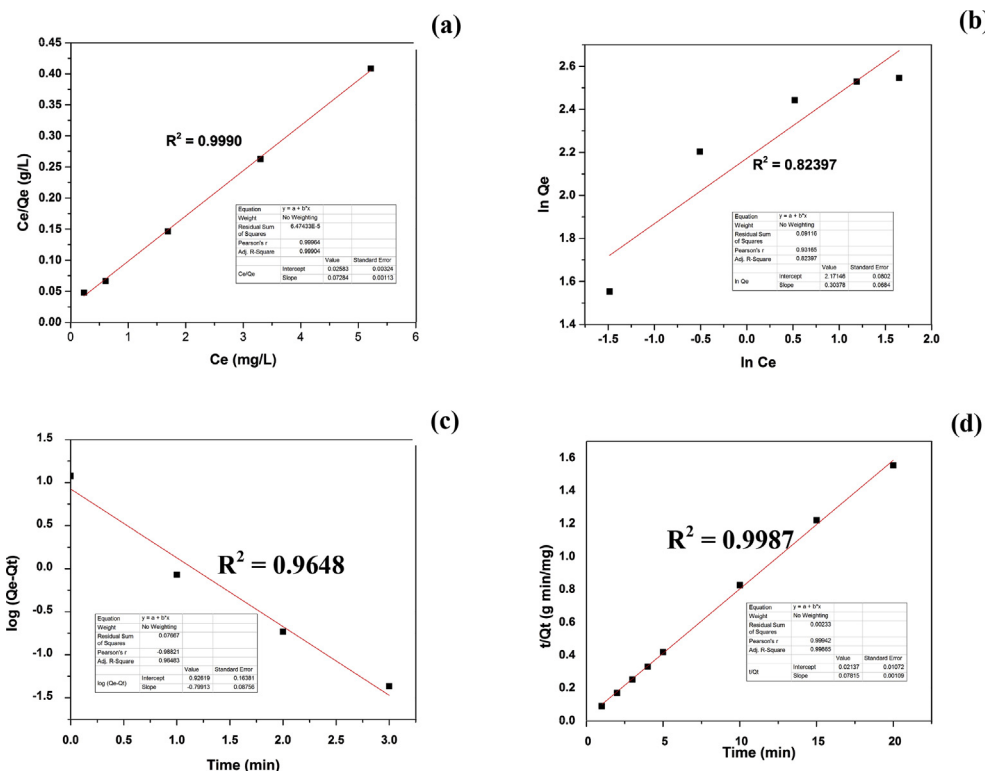 (a)
0.45
0.40
0.35
0.30
0.25
0.20
0.15
0.10
0.05
0.00
Ce/Qe (g/L)
R² = 0.9990
Equation y = a + b*x
Weight No Weighting
Residual Sum of Squares 6.47433E-5
Pearson's r 0.99964
Adj. R-Square 0.99904
Value Standard Error
Ce/Qe Intercept 0.02583 0.00324
Slope 0.07284 0.00113
0 1 2 3 4 5 6
Ce (mg/L)
(b)
2.6
2.4
2.2
2.0
1.8
1.6
1.4
ln Qe
R² = 0.82397
Equation y = a + b*x
Weight No Weighting
Residual Sum of Squares 0.09116
Pearson's r 0.93165
Adj. R-Square 0.82397
Value Standard Error
ln Qe Intercept 2.17146 0.0802
Slope 0.30378 0.0684
-1.5 -1.0 -0.5 0.0 0.5 1.0 1.5 2.0
ln Ce
(c)
1.5
1.0
0.5
0.0
-0.5
-1.0
-1.5
log (Qe-Qt)
R² = 0.9648
Equation y = a + b*x
Weight No Weighting
Residual Sum of Squares 0.07667
Pearson's r -0.98821
Adj. R-Square 0.96483
Value Standard Error
log (Qe-Qt) Intercept 0.92619 0.16381
Slope -0.79913 0.08756
0.0 0.5 1.0 1.5 2.0 2.5 3.0
Time (min)
(d)
1.6
1.4
1.2
1.0
0.8
0.6
0.4
0.2
0.0
t/Qt (g min/mg)
R² = 0.9987
Equation y = a + b*x
Weight No Weighting
Residual Sum of Squares 0.00233
Pearson's r 0.99942
Adj. R-Square 0.99865
Value Standard Error
t/Qt Intercept 0.02137 0.01072
Slope 0.07815 0.00109
0 5 10 15 20
Time (min)